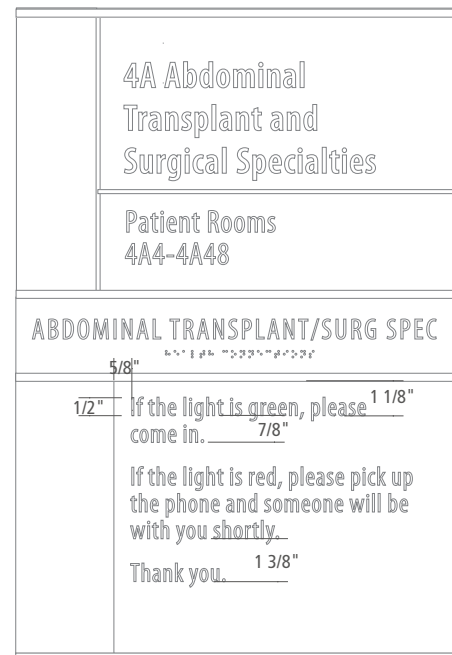 4A Abdominal
Transplant and
Surgical Specialties
Patient Rooms
4A4-4A48
ABDOMINAL TRANSPLANT/SURG SPEC
5/8"
1/2"
If the light is green, please
1 1/8"
come in.
7/8"
If the light is red, please pick up
the phone and someone will be
with you shortly.
1 3/8"
Thank you.